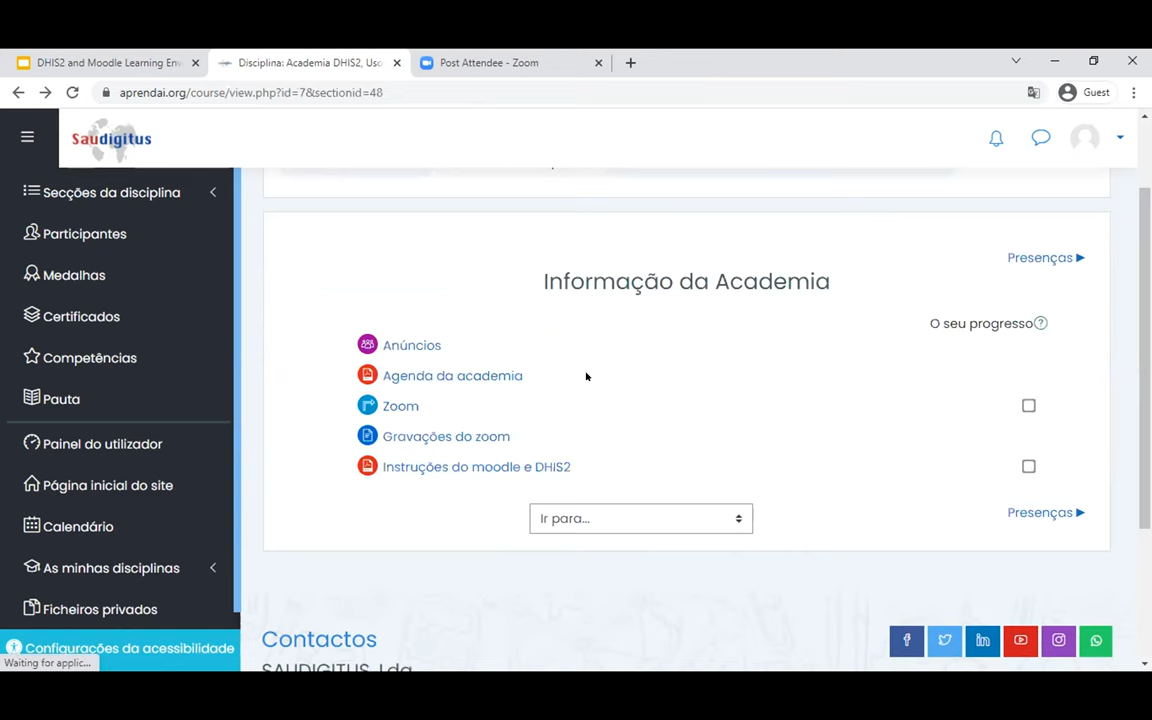 DHIS2 and Moodle Learning Env
Disciplina: Academia DHIS2, Uso
Post Attendee - Zoom
aprendai.org/course/view.php?id=7&sectionid=48
Guest
Saudigitus
Secções da disciplina
Participantes
Medalhas
Certificados
Competências
Pauta
Painel do utilizador
Página inicial do site
Calendário
As minhas disciplinas
Ficheiros privados
Configurações da acessibilidade
Waiting for applic...
Presenças
Informação da Academia
O seu progresso
Anúncios
Agenda da academia
Zoom
Gravações do zoom
Instruções do moodle e DHiS2
Ir para...
Presenças
Contactos
SAUDIGITUS, Lda